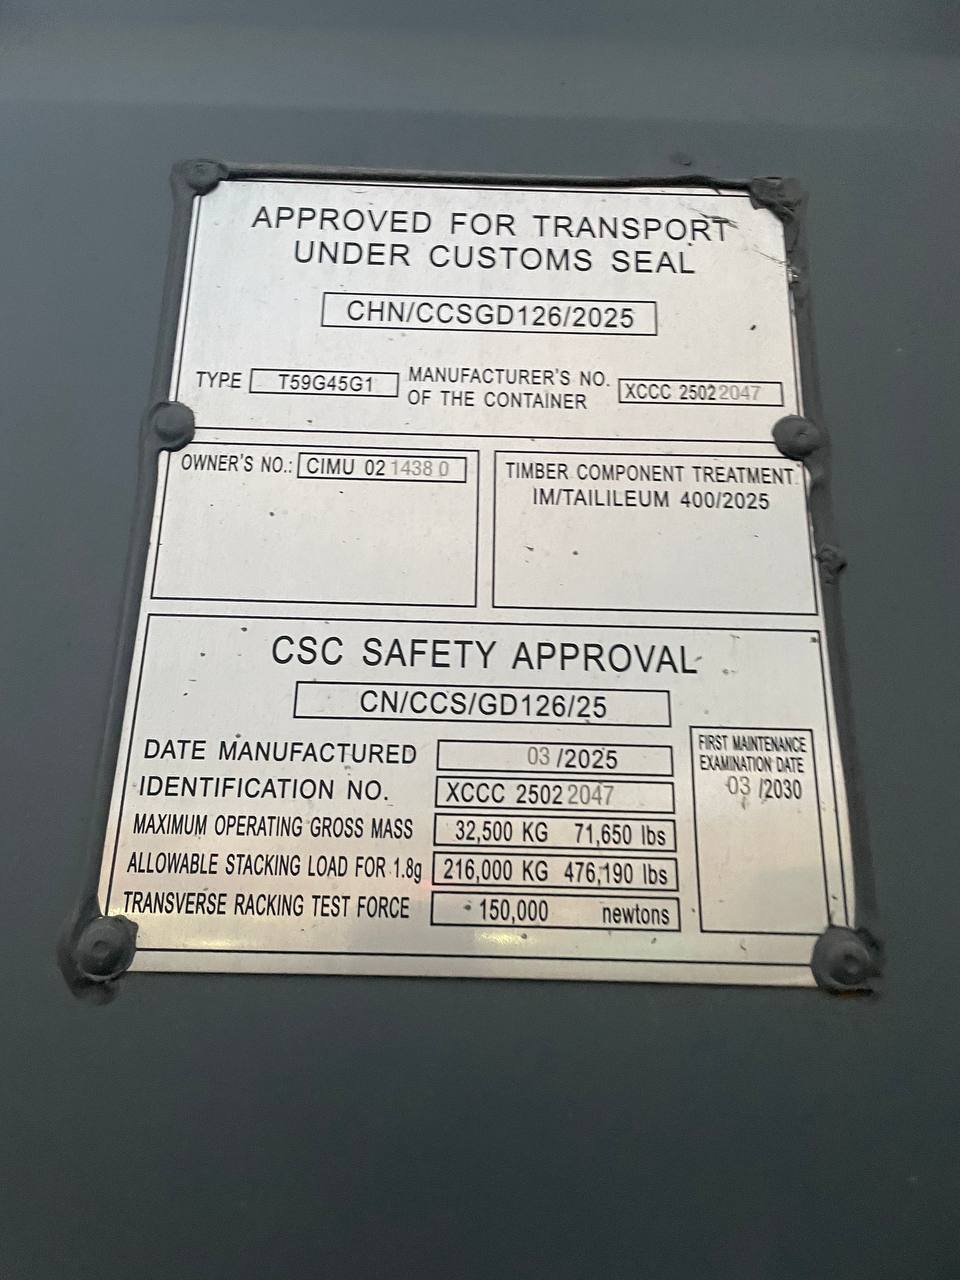 APPROVED FOR TRANSPORT
UNDER CUSTOMS SEAL
CHN/CCSGD126/2025
TYPE T59G45G1 MANUFACTURER'S NO. OF THE CONTAINER XCCC 25022047
OWNER'S NO.: CIMU 02 1438 0
TIMBER COMPONENT TREATMENT
IM/TAILILEUM 400/2025
CSC SAFETY APPROVAL
CN/CCS/GD126/25
DATE MANUFACTURED 03 /2025
IDENTIFICATION NO. XCCC 25022047
MAXIMUM OPERATING GROSS MASS 32,500 KG 71,650 lbs
ALLOWABLE STACKING LOAD FOR 1.8g 216,000 KG 476,190 lbs
TRANSVERSE RACKING TEST FORCE 150,000 newtons
FIRST MAINTENANCE
EXAMINATION DATE
03 /2030